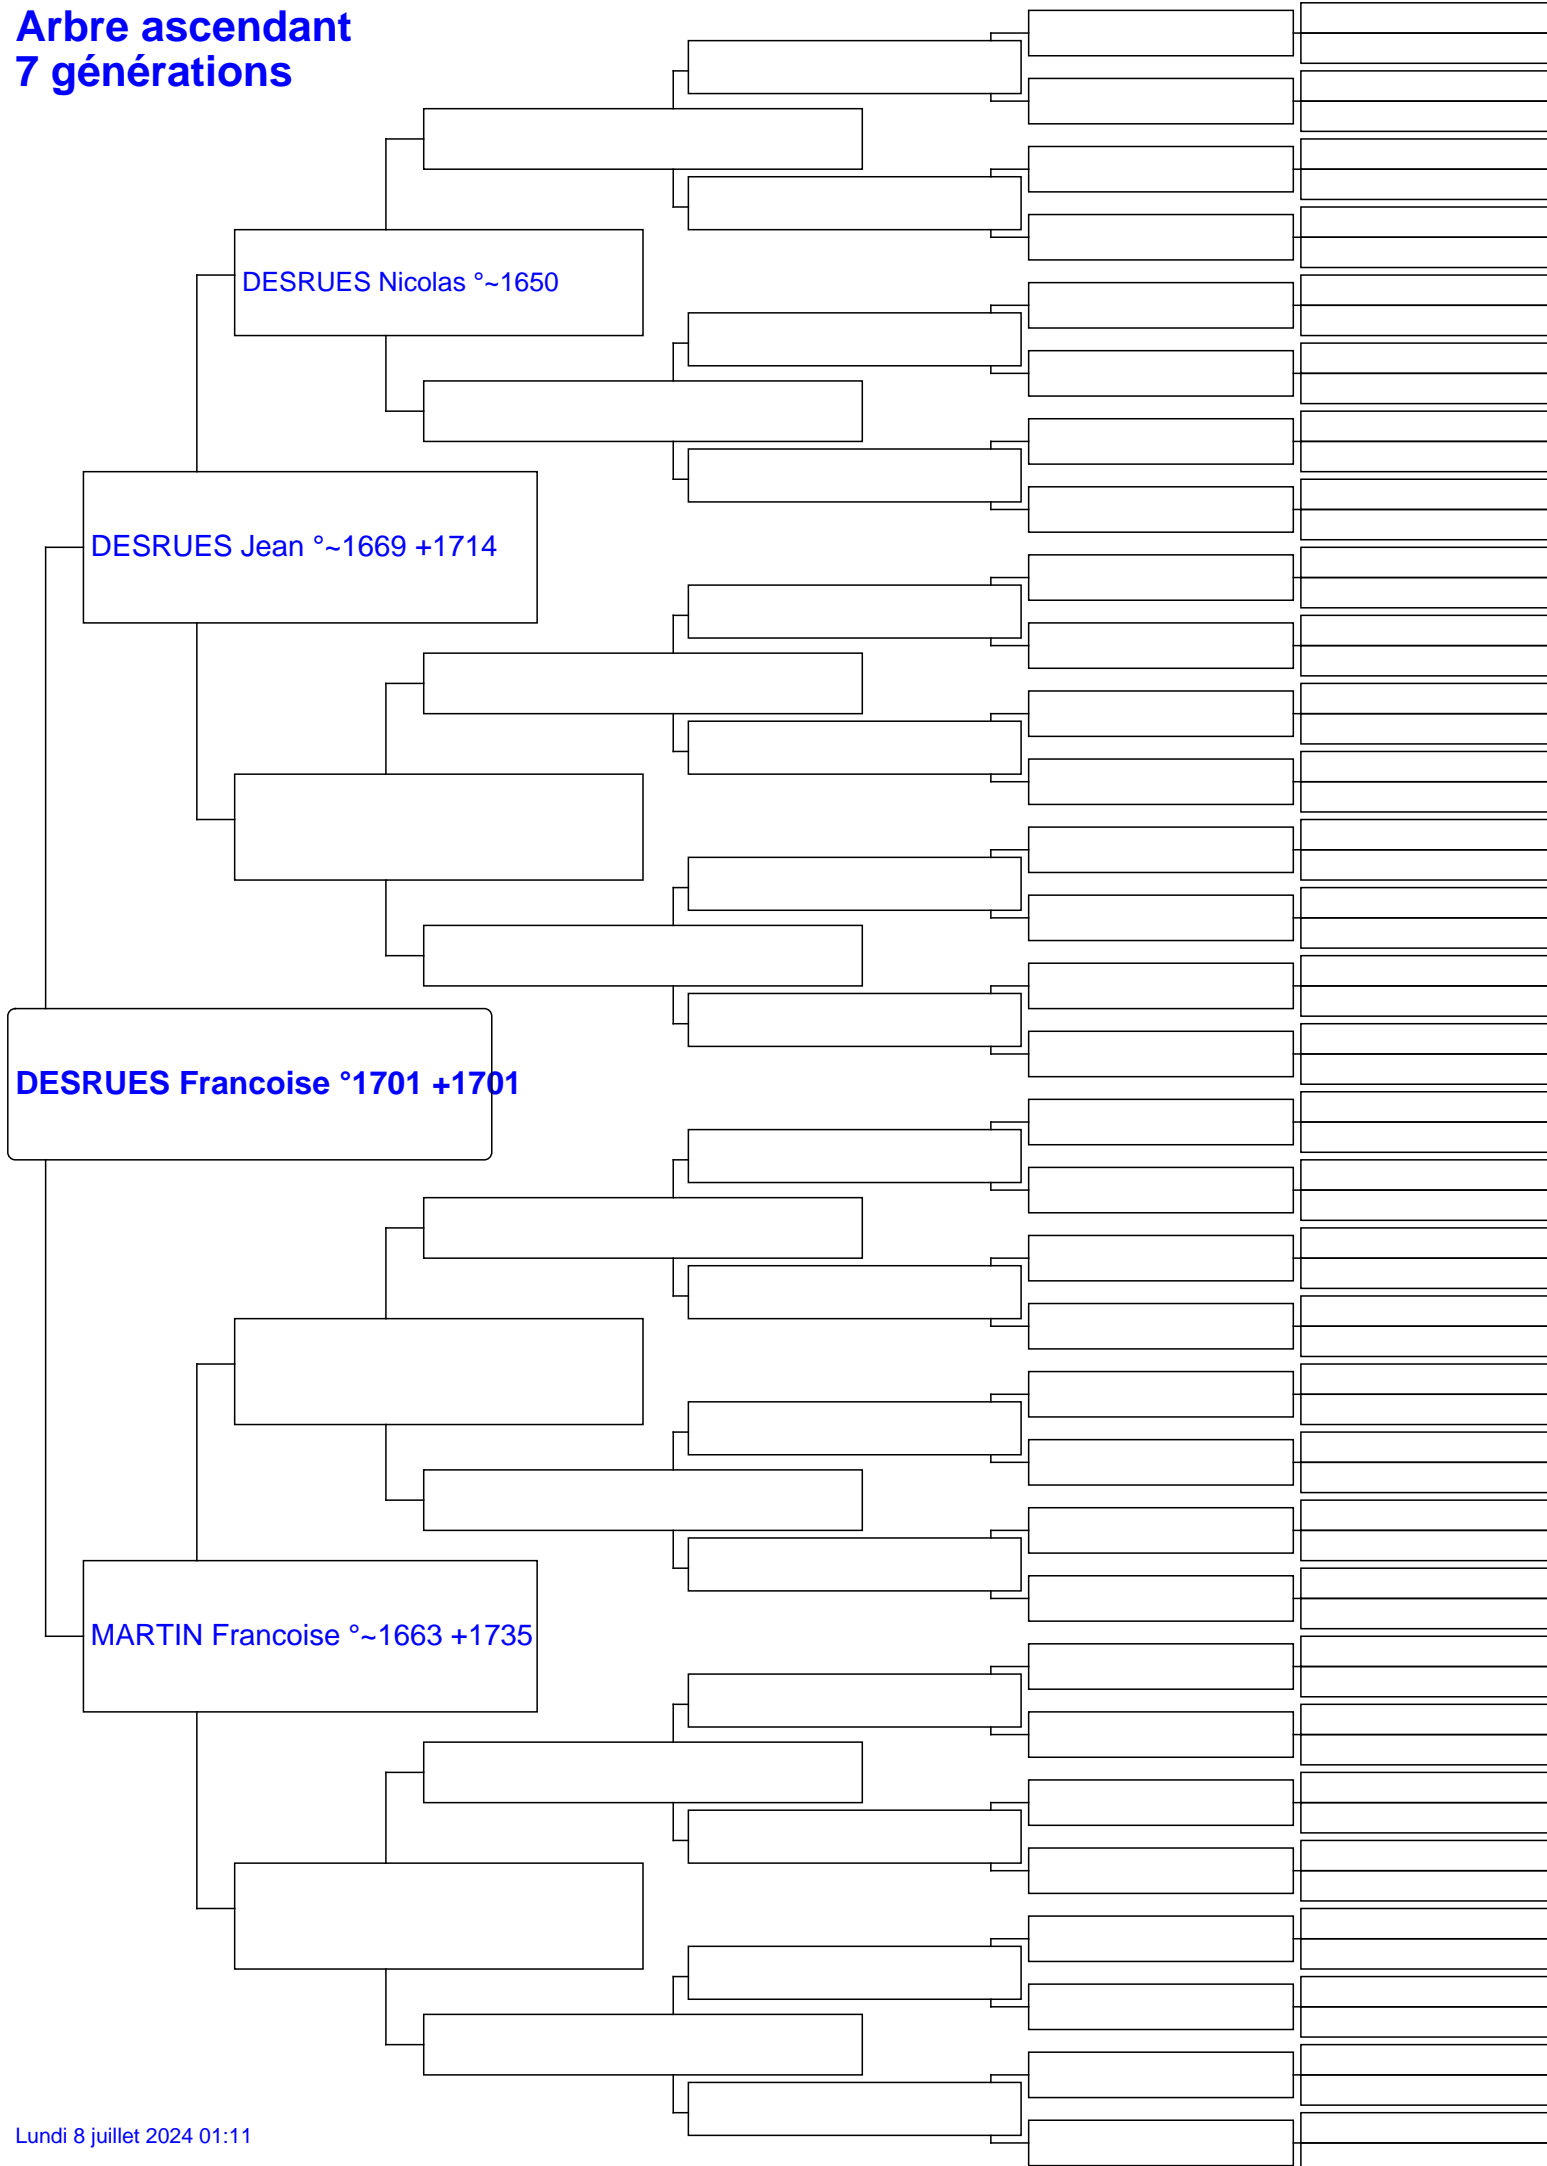 Arbre ascendant
7 générations
DESRUES Nicolas °~1650
DESRUES Jean °~1669 +1714
DESRUES Francoise °1701 +1701
MARTIN Francoise °~1663 +1735
Lundi 8 juillet 2024 01:11